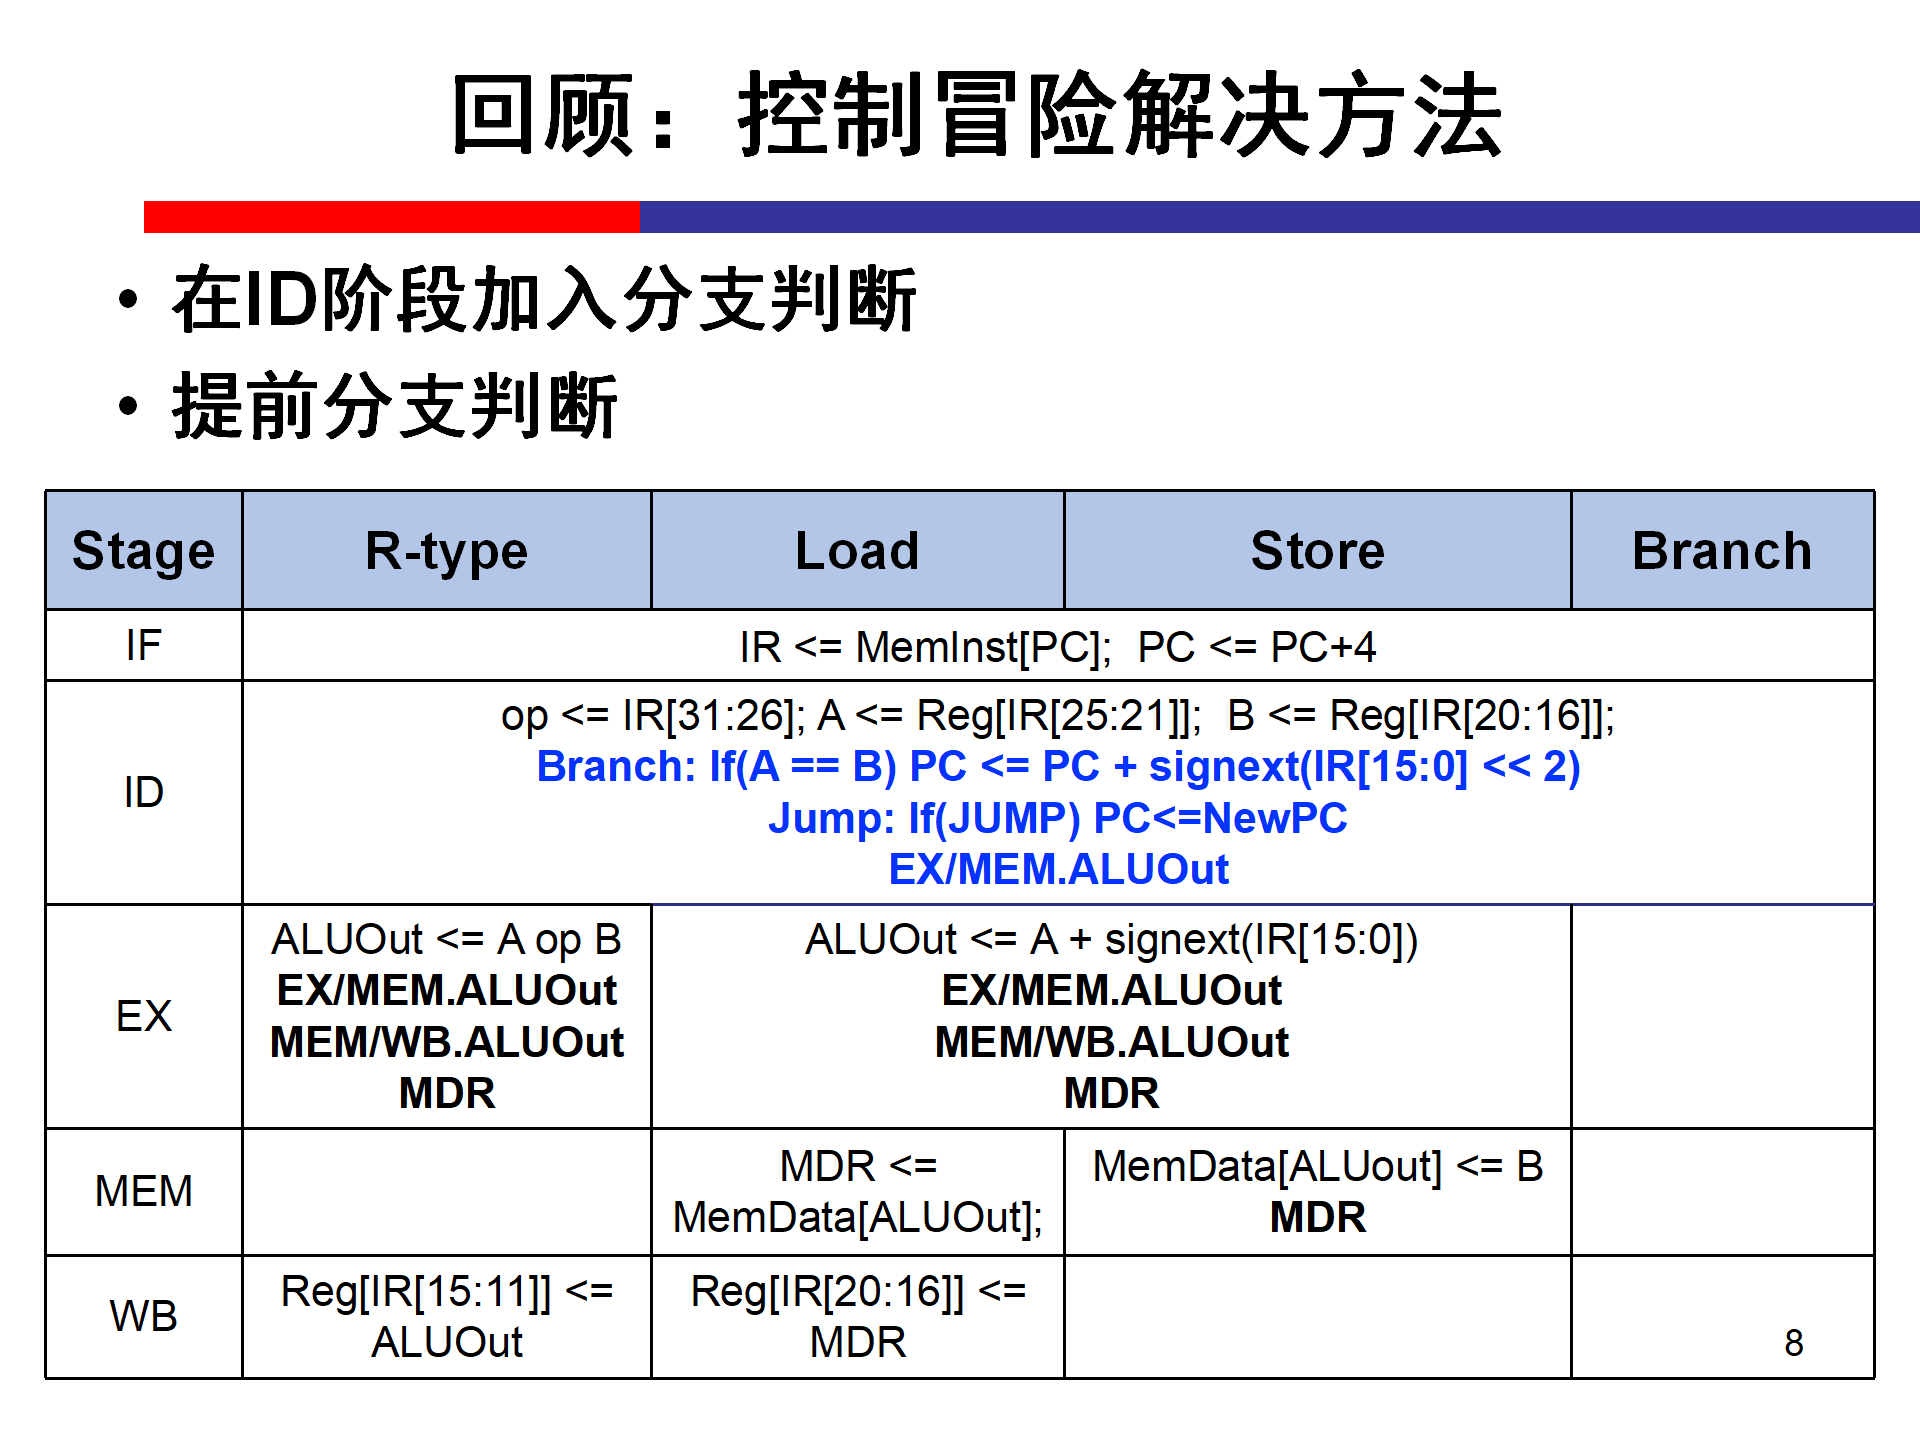 回顾：控制冒险解决方法
• 在ID阶段加入分支判断
• 提前分支判断
Stage R-type Load Store Branch
IF IR <= MemInst[PC];  PC <= PC+4
op <= IR[31:26]; A <= Reg[IR[25:21]];  B <= Reg[IR[20:16]];
Branch: If(A == B) PC <= PC + signext(IR[15:0] << 2)
ID
Jump: If(JUMP) PC<=NewPC
EX/MEM.ALUOut
ALUOut <= A op B ALUOut <= A + signext(IR[15:0])
EX/MEM.ALUOut EX/MEM.ALUOut
EX
MEM/WB.ALUOut MEM/WB.ALUOut
MDR MDR
MDR <= MemData[ALUout] <= B
MEM
MemData[ALUOut]; MDR
Reg[IR[15:11]] <= Reg[IR[20:16]] <=
WB
ALUOut MDR
8